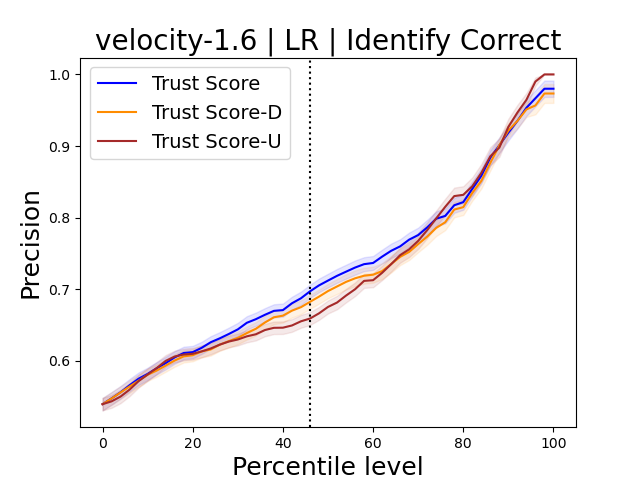 velocity-1.6 | LR | Identify Correct
Trust Score
Trust Score-D
Trust Score-U
Precision
1.0
0.9
0.8
0.7
0.6
0 20 40 60 80 100
Percentile level